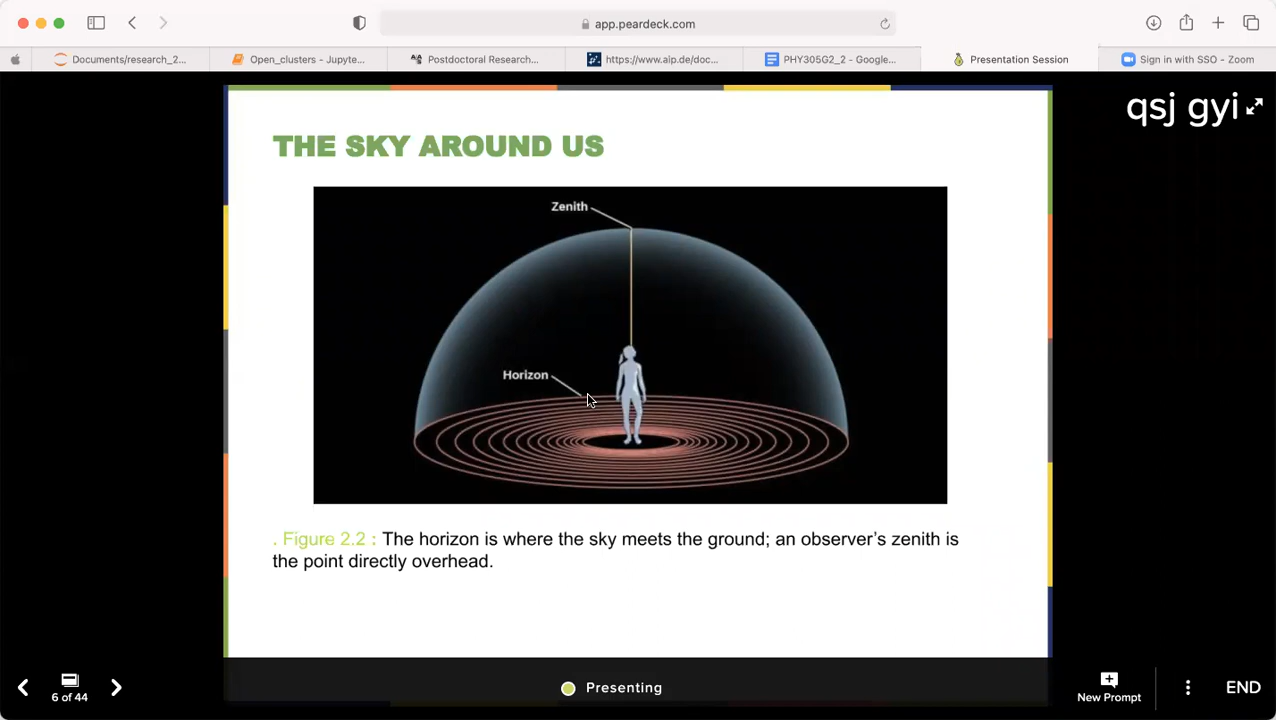 app.peardeck.com
Documents/research_2...
Open_clusters - Jupyte...
Postdoctoral Research...
https://www.aip.de/doc...
PHY305G2_2 - Google...
Presentation Session
Sign in with SSO - Zoom
qsj gyi
THE SKY AROUND US
Zenith
Horizon
. Figure 2.2 : The horizon is where the sky meets the ground; an observer's zenith is
the point directly overhead.
6 of 44
Presenting
New Prompt
END